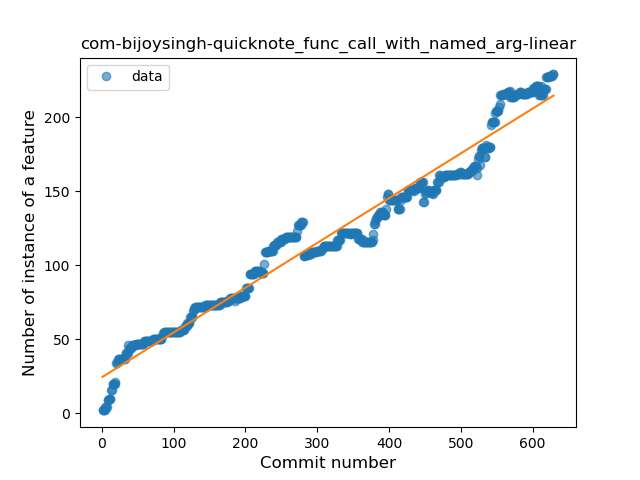 com-bijoysingh-quicknote_func_call_with_named_arg-linear
data
Number of instance of a feature
200
150
100
50
0
0 100 200 300 400 500 600
Commit number